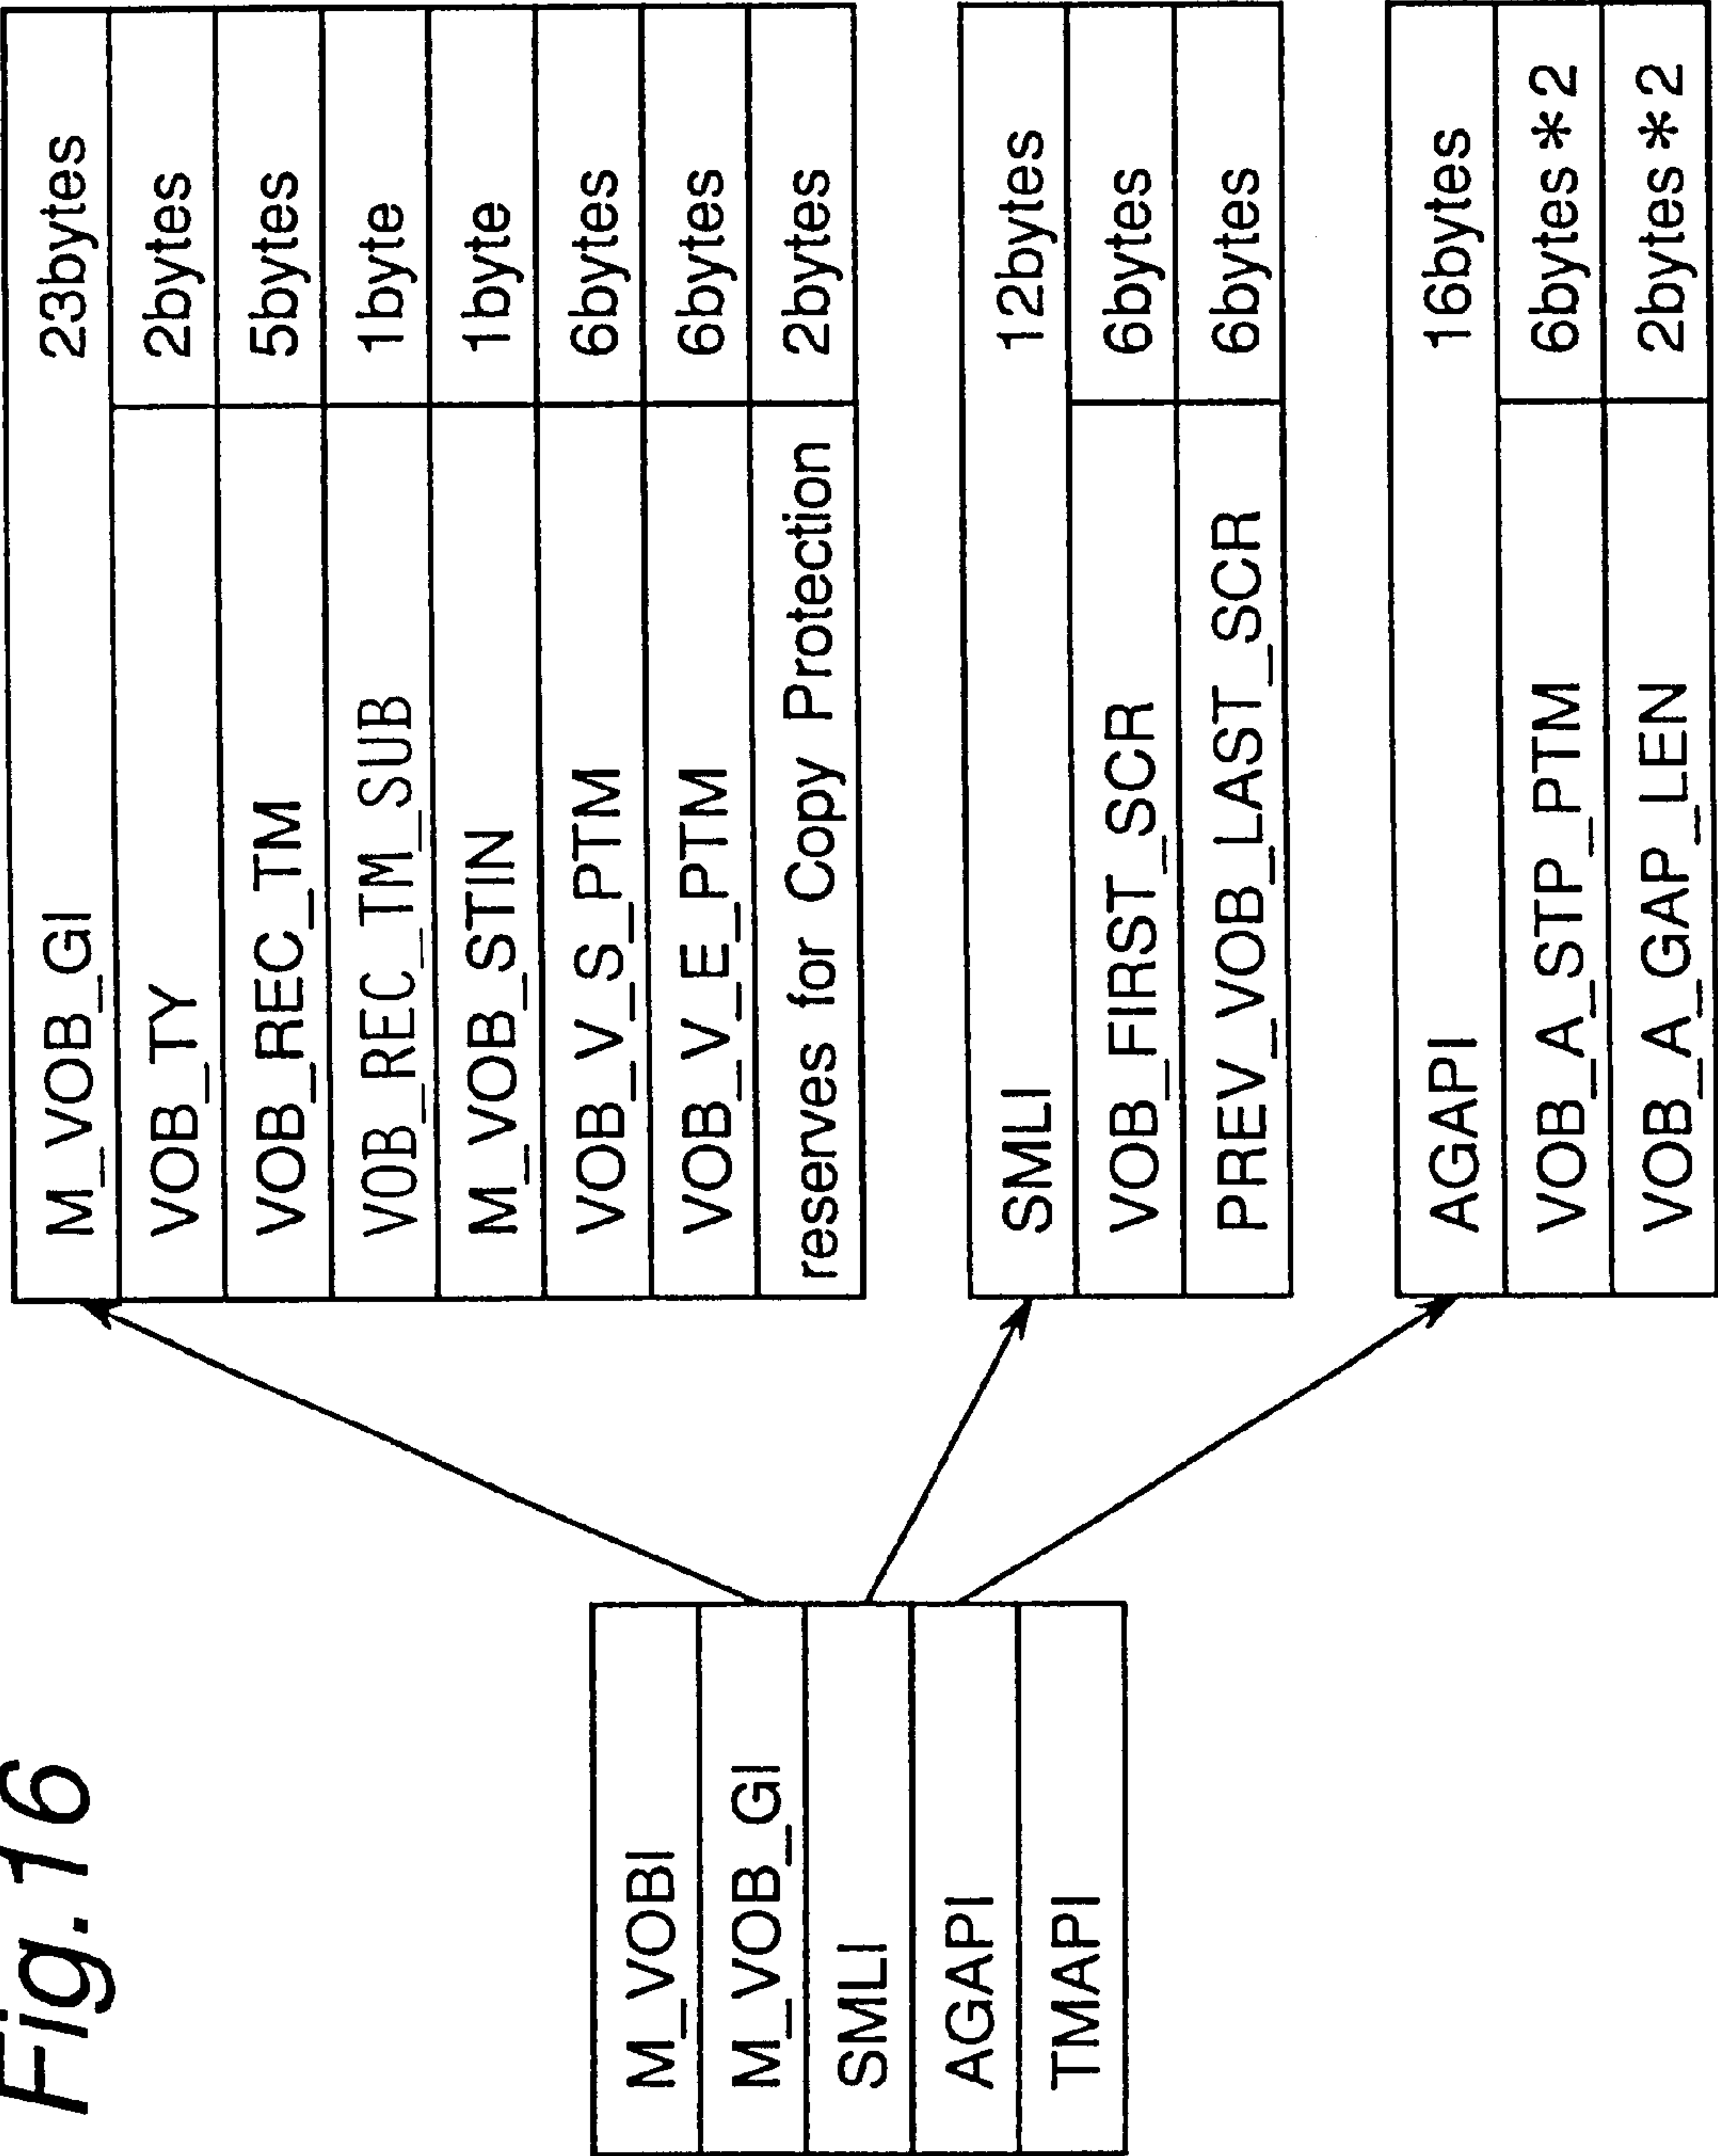 Fig.16
M_VOBI
M_VOB_GI
SMLI
AGAPI
TMAPI
M_VOB_GI 23bytes
VOB_TY 2bytes
VOB_REC_TM 5bytes
VOB_REC_TM_SUB 1byte
M_VOB_STIN 1byte
VOB_V_S_PTM 6bytes
VOB_V_E_PTM 6bytes
reserves for Copy Protection 2bytes
SMLI 12bytes
VOB_FIRST_SCR 6bytes
PREV_VOB_LAST_SCR 6bytes
AGAPI 16bytes
VOB_A_STP_PTM 6bytes*2
VOB_A_GAP_LEN 2bytes*2